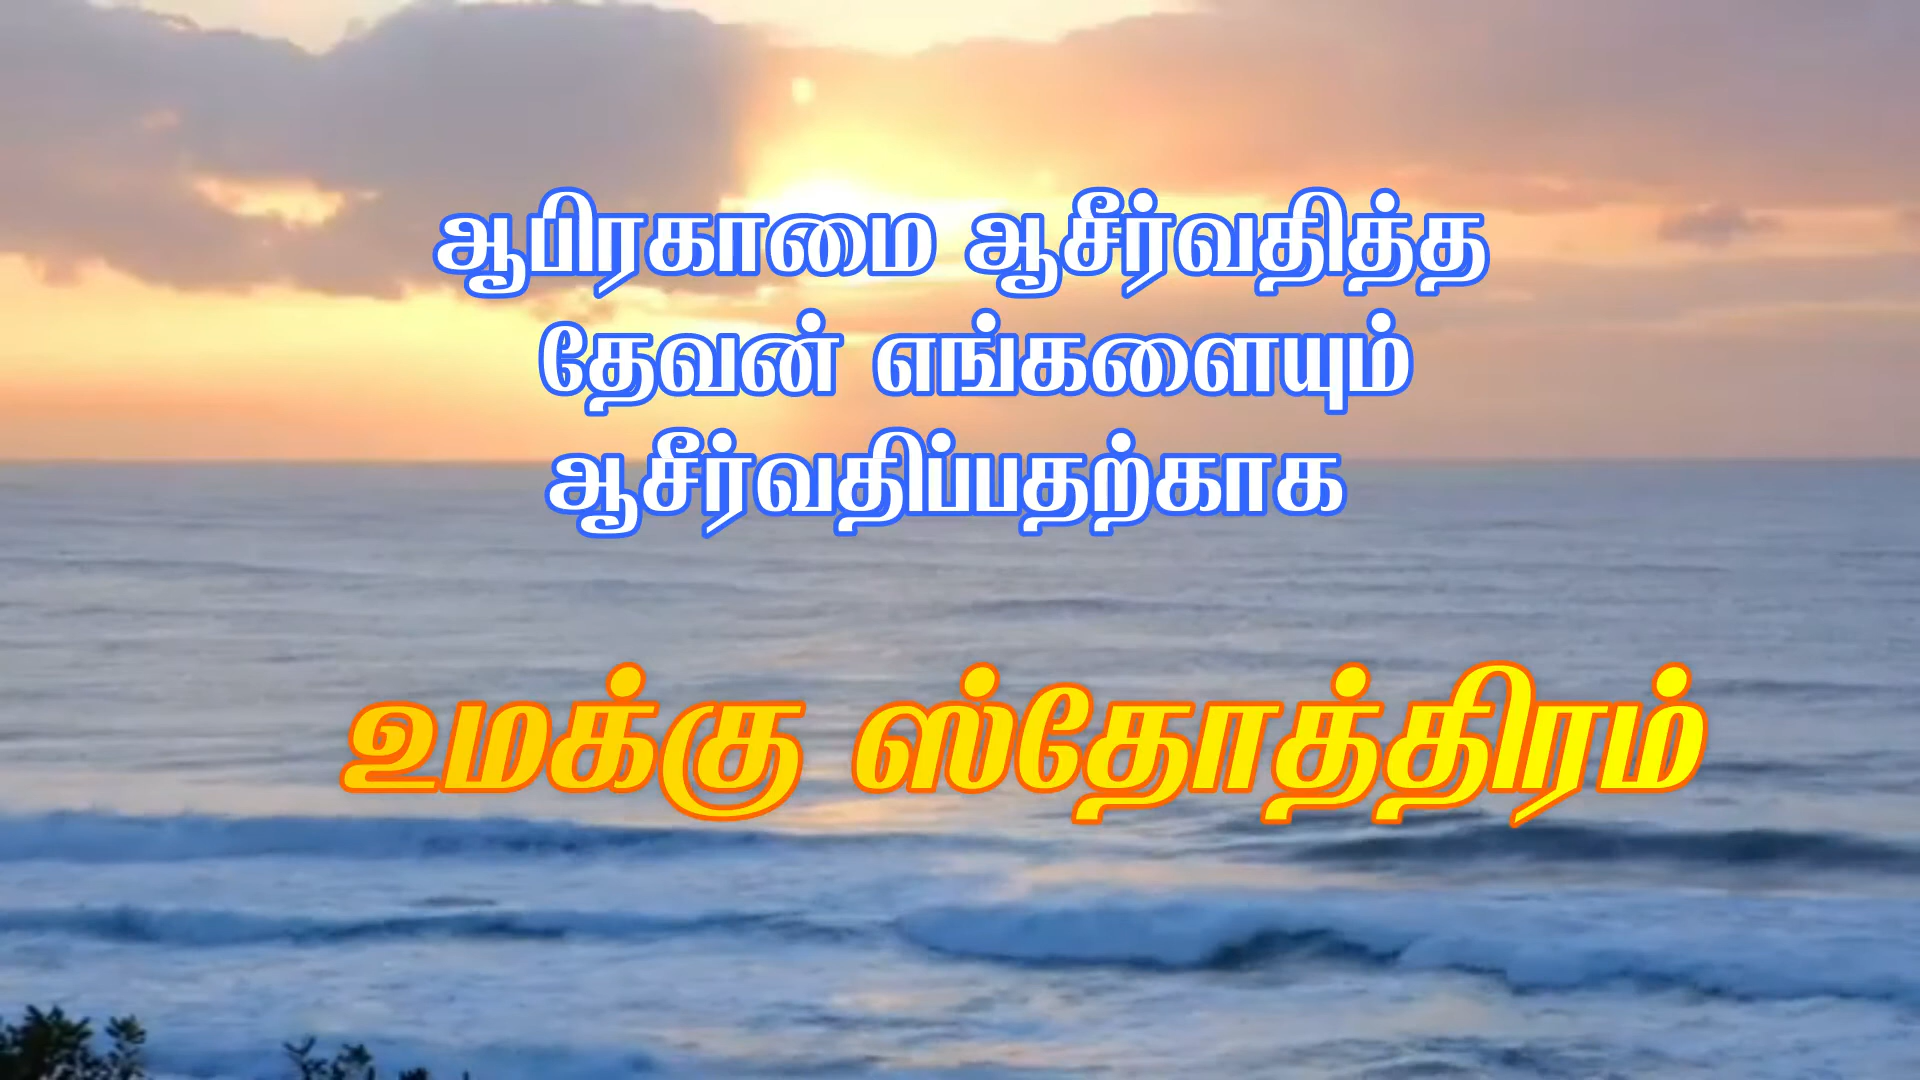 ஆபிரகாமை ஆசீர்வதித்த
தேவன் எங்களையும்
ஆசீர்வதிப்பதற்காக
உமக்கு ஸ்தோத்திரம்